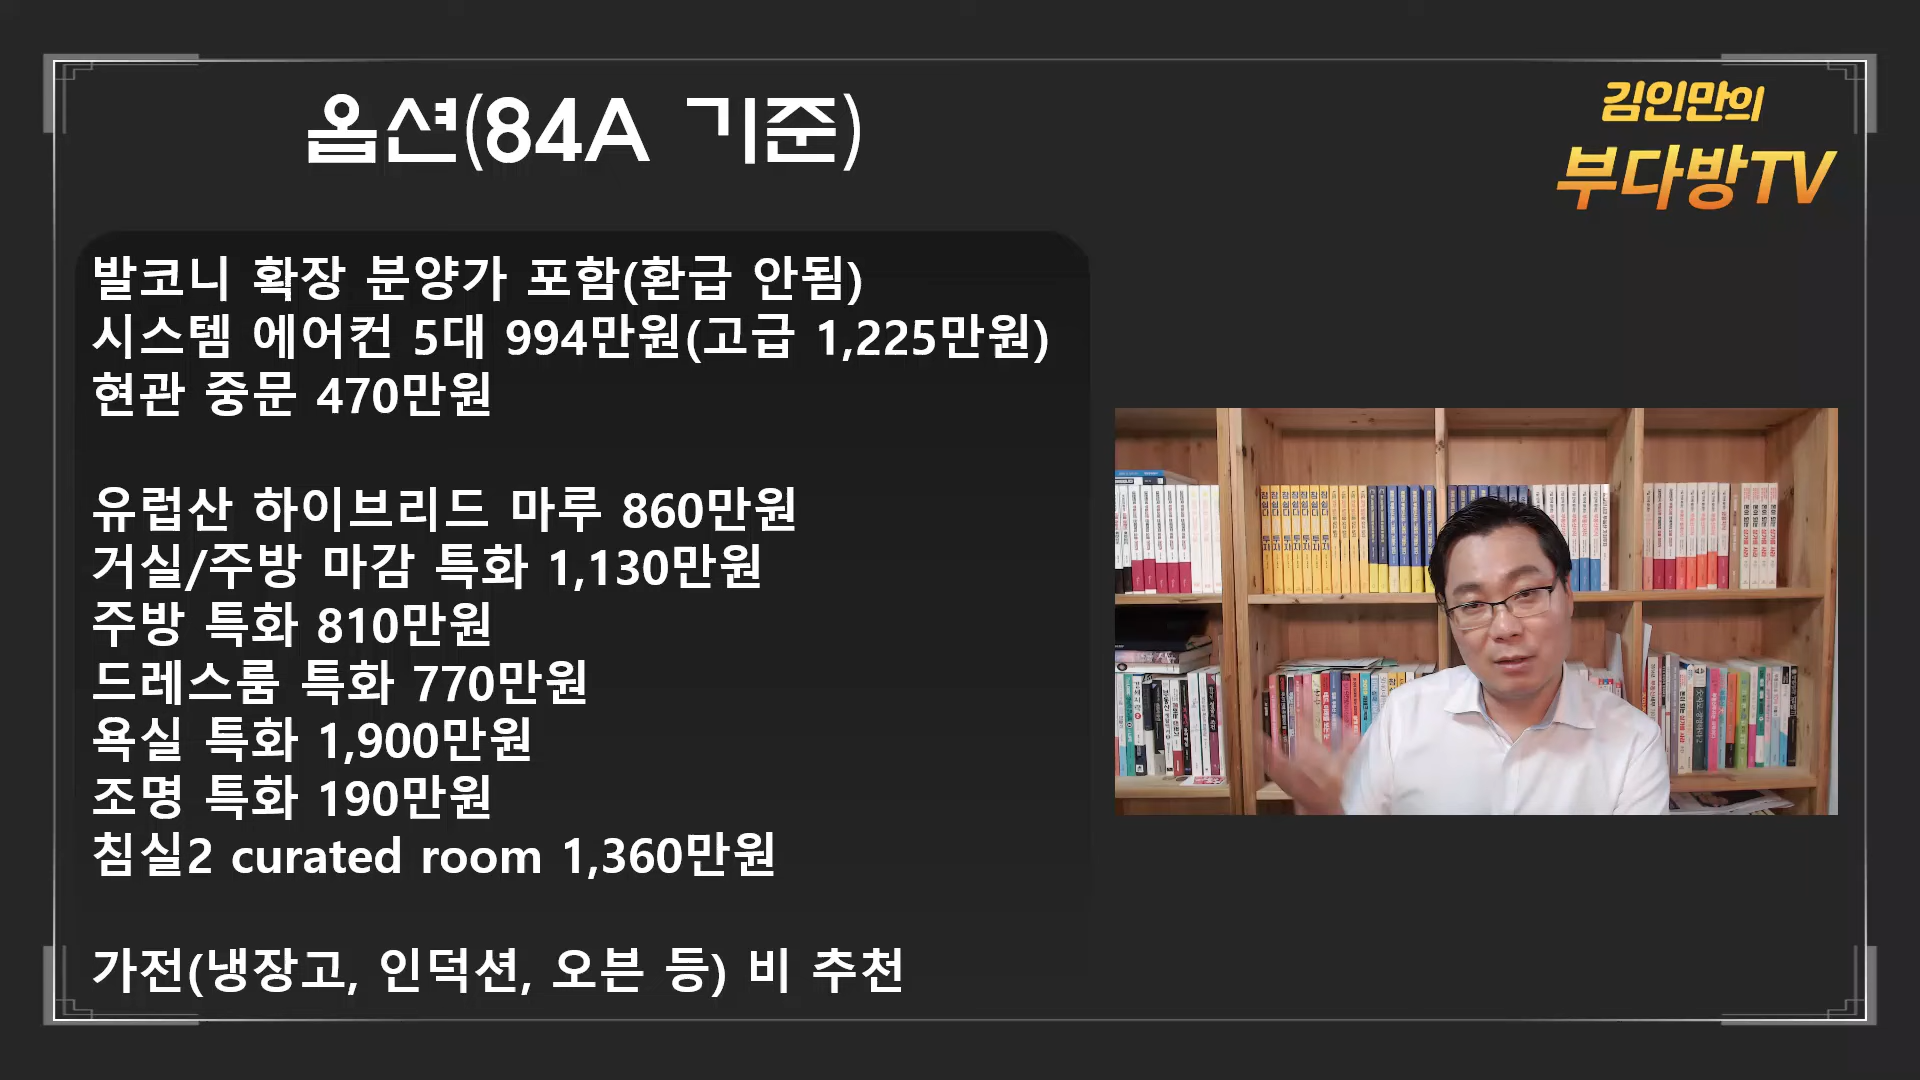 옵션(84A 기준)
김인만의
부다방TV
발코니 확장 분양가 포함(환급 안됨)
시스템 에어컨 5대 994만원(고급 1,225만원)
현관 중문 470만원
유럽산 하이브리드 마루 860만원
거실/주방 마감 특화 1,130만원
주방 특화 810만원
드레스룸 특화 770만원
욕실 특화 1,900만원
조명 특화 190만원
침실2 curated room 1,360만원
가전(냉장고, 인덕션, 오븐 등) 비 추천